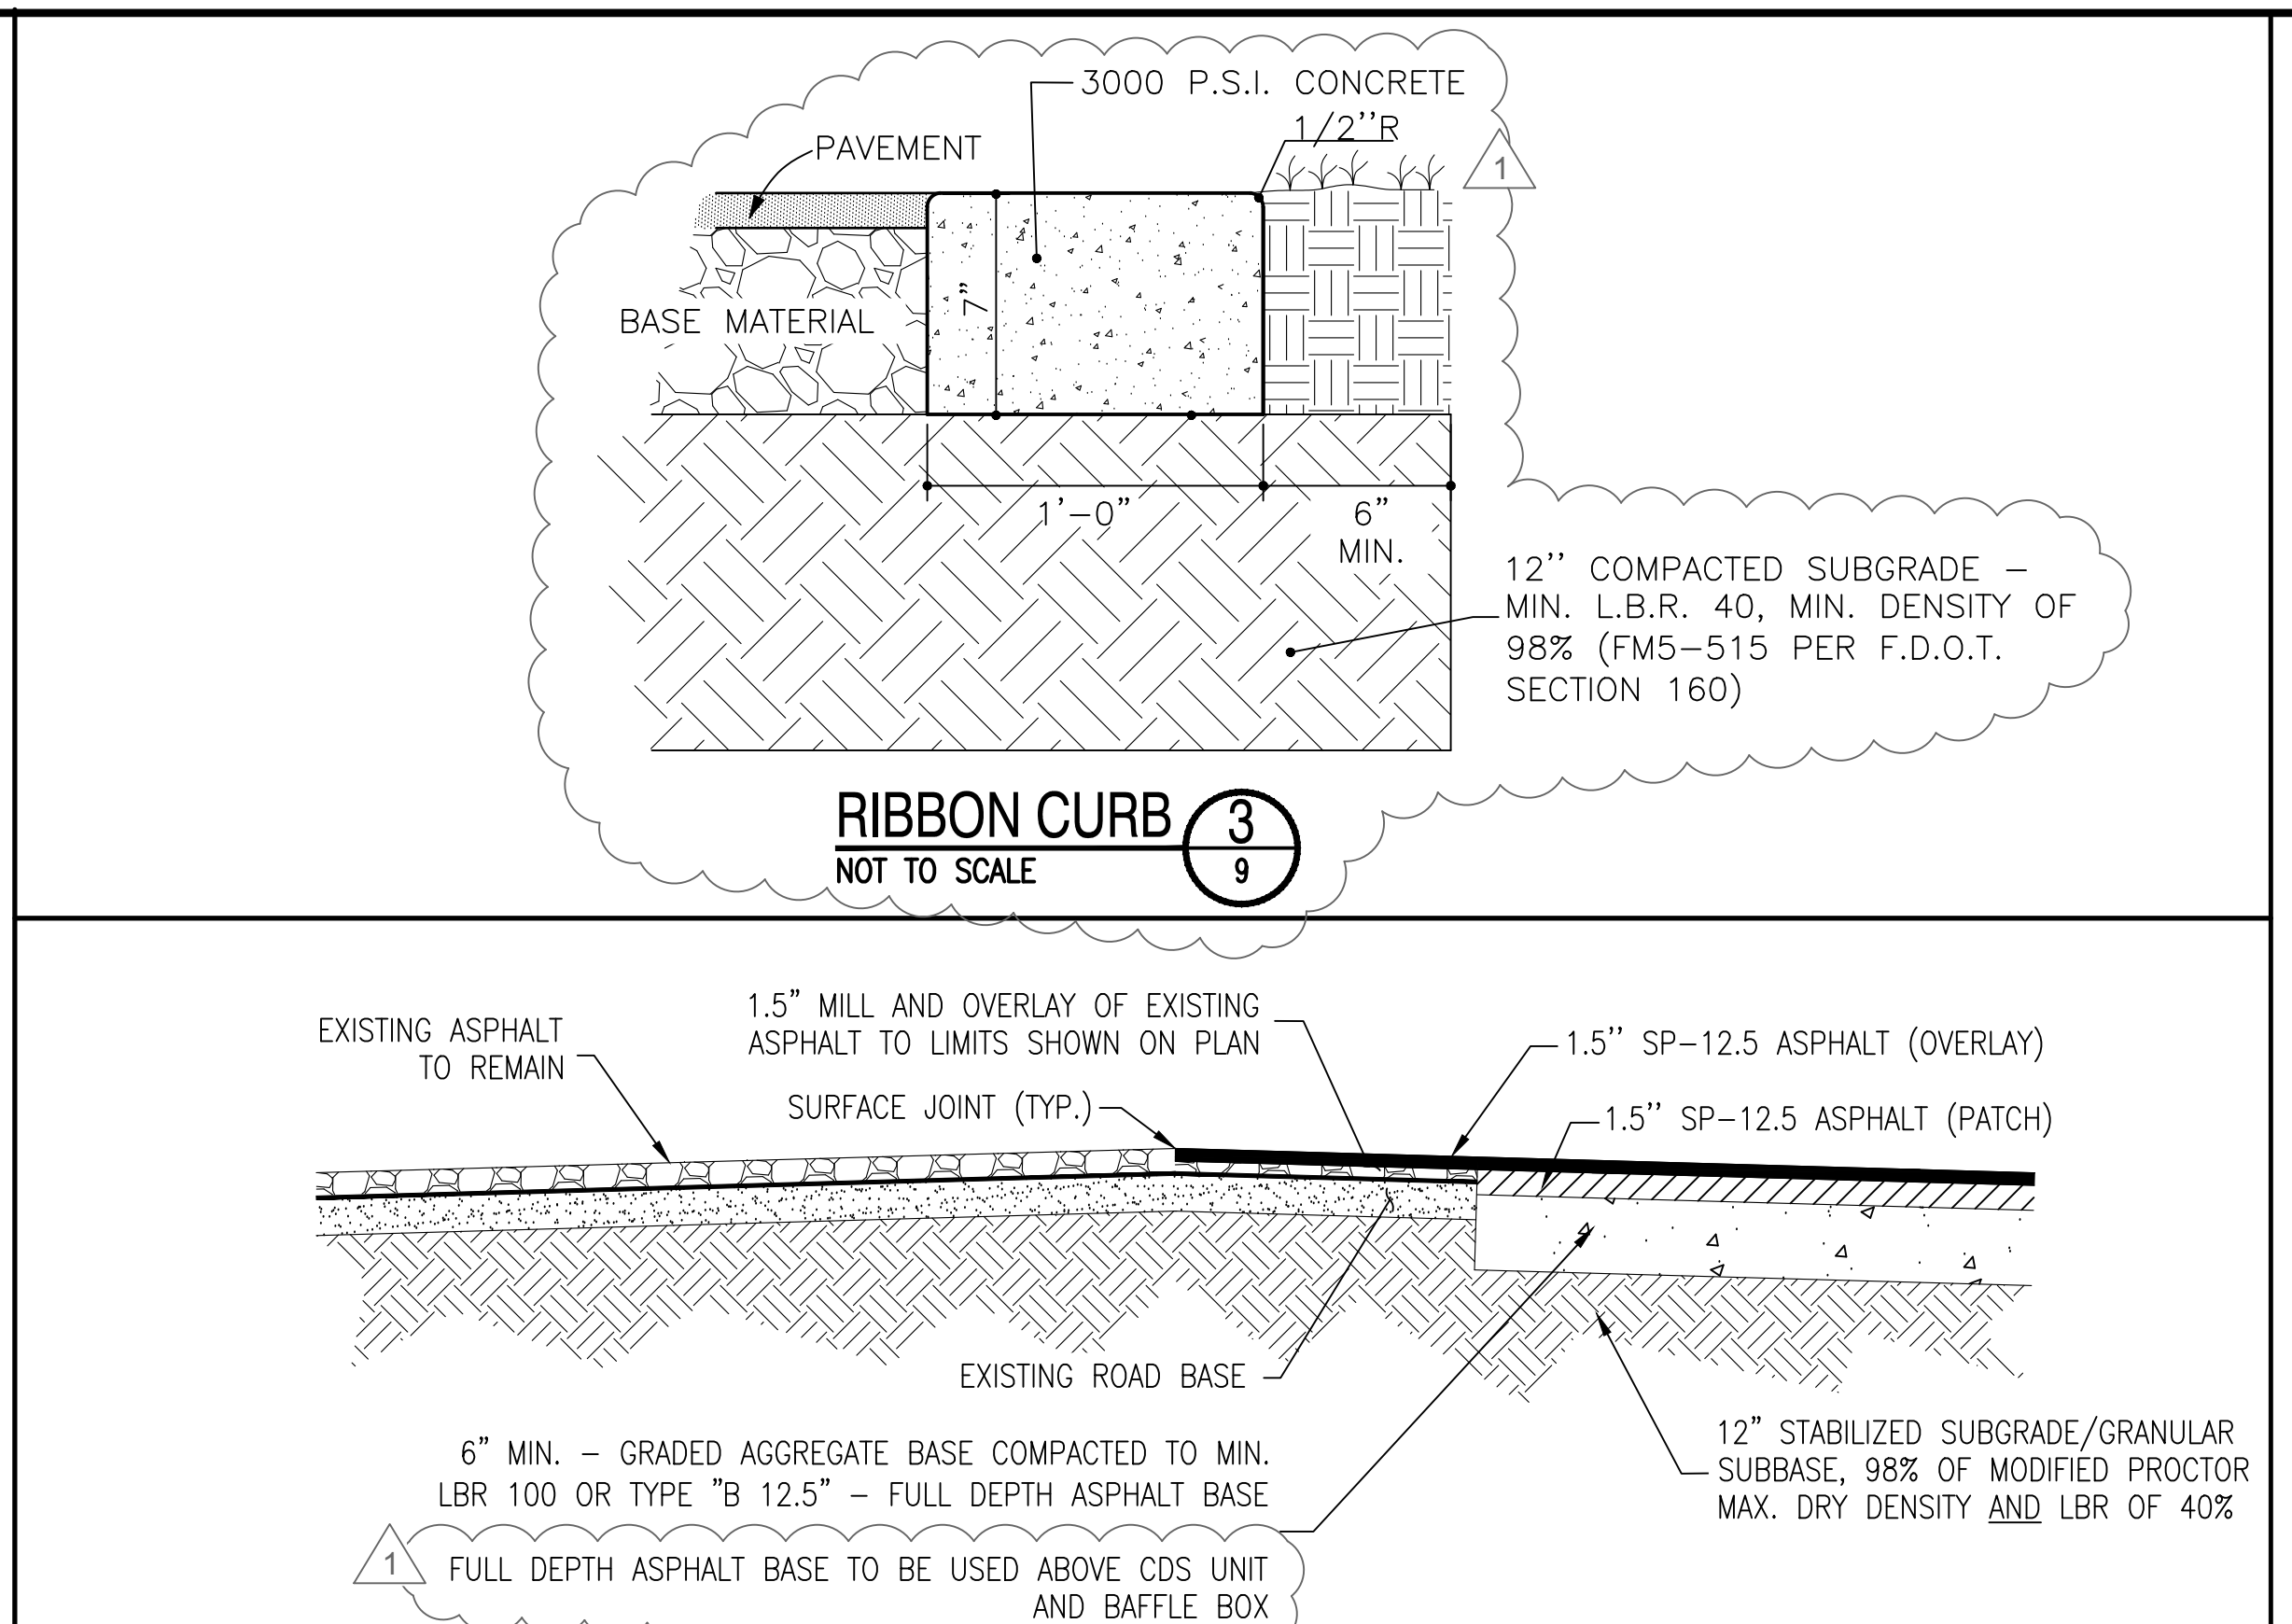 3000 P.S.I. CONCRETE
1/2''R
PAVEMENT
1
BASE MATERIAL
7"
1'-0"
6"
MIN.
12'' COMPACTED SUBGRADE -
MIN. L.B.R. 40, MIN. DENSITY OF
98% (FM5-515 PER F.D.O.T.
SECTION 160)
RIBBON CURB
3
NOT TO SCALE
9
EXISTING ASPHALT
TO REMAIN
1.5" MILL AND OVERLAY OF EXISTING
ASPHALT TO LIMITS SHOWN ON PLAN
SURFACE JOINT (TYP.)
1.5'' SP-12.5 ASPHALT (OVERLAY)
1.5'' SP-12.5 ASPHALT (PATCH)
EXISTING ROAD BASE
6" MIN. - GRADED AGGREGATE BASE COMPACTED TO MIN.
LBR 100 OR TYPE "B 12.5" - FULL DEPTH ASPHALT BASE
1
FULL DEPTH ASPHALT BASE TO BE USED ABOVE CDS UNIT
AND BAFFLE BOX
12" STABILIZED SUBGRADE/GRANULAR
SUBBASE, 98% OF MODIFIED PROCTOR
MAX. DRY DENSITY AND LBR OF 40%